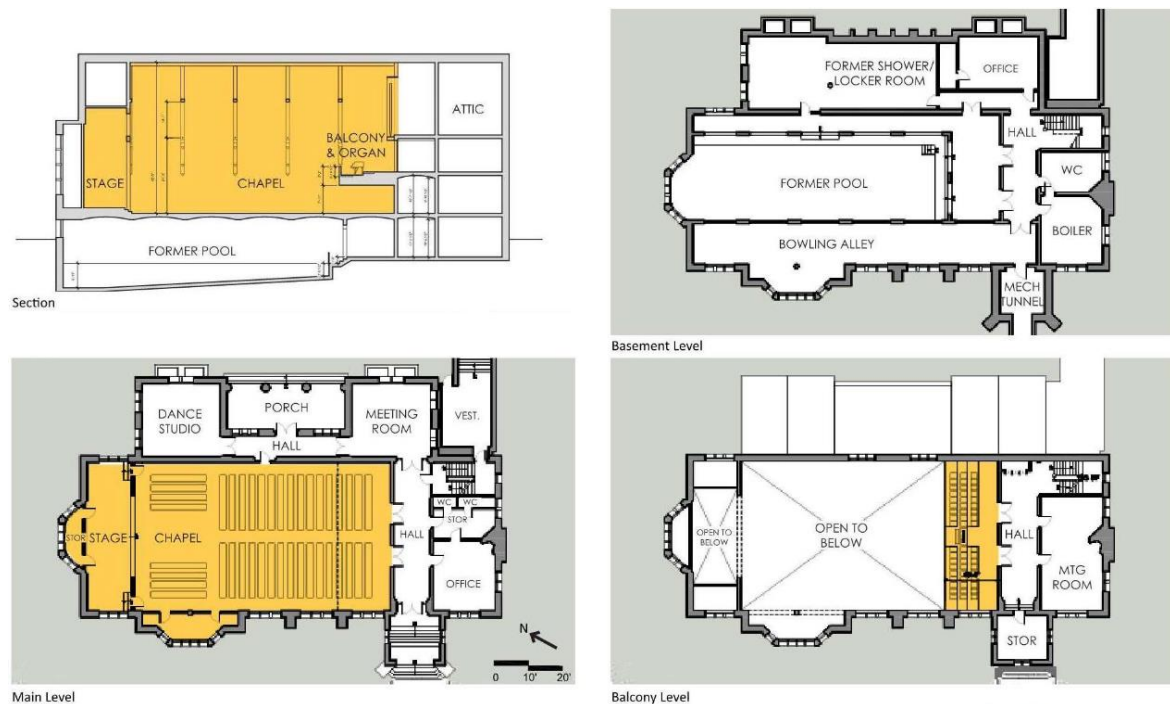 ATTIC
BALCONY
& ORGAN
STAGE
CHAPEL
FORMER POOL
Section
FORMER SHOWER/
LOCKER ROOM
OFFICE
HALL
WC
FORMER POOL
BOILER
BOWLING ALLEY
MECH
TUNNEL
Basement Level
DANCE
STUDIO
PORCH
MEETING
ROOM
VEST.
HALL
WC
WC
STOR
STOR
STAGE
CHAPEL
HALL
OFFICE
N
0 10' 20'
Main Level
OPEN TO
BELOW
OPEN TO
BELOW
HALL
MTG
ROOM
STOR
Balcony Level